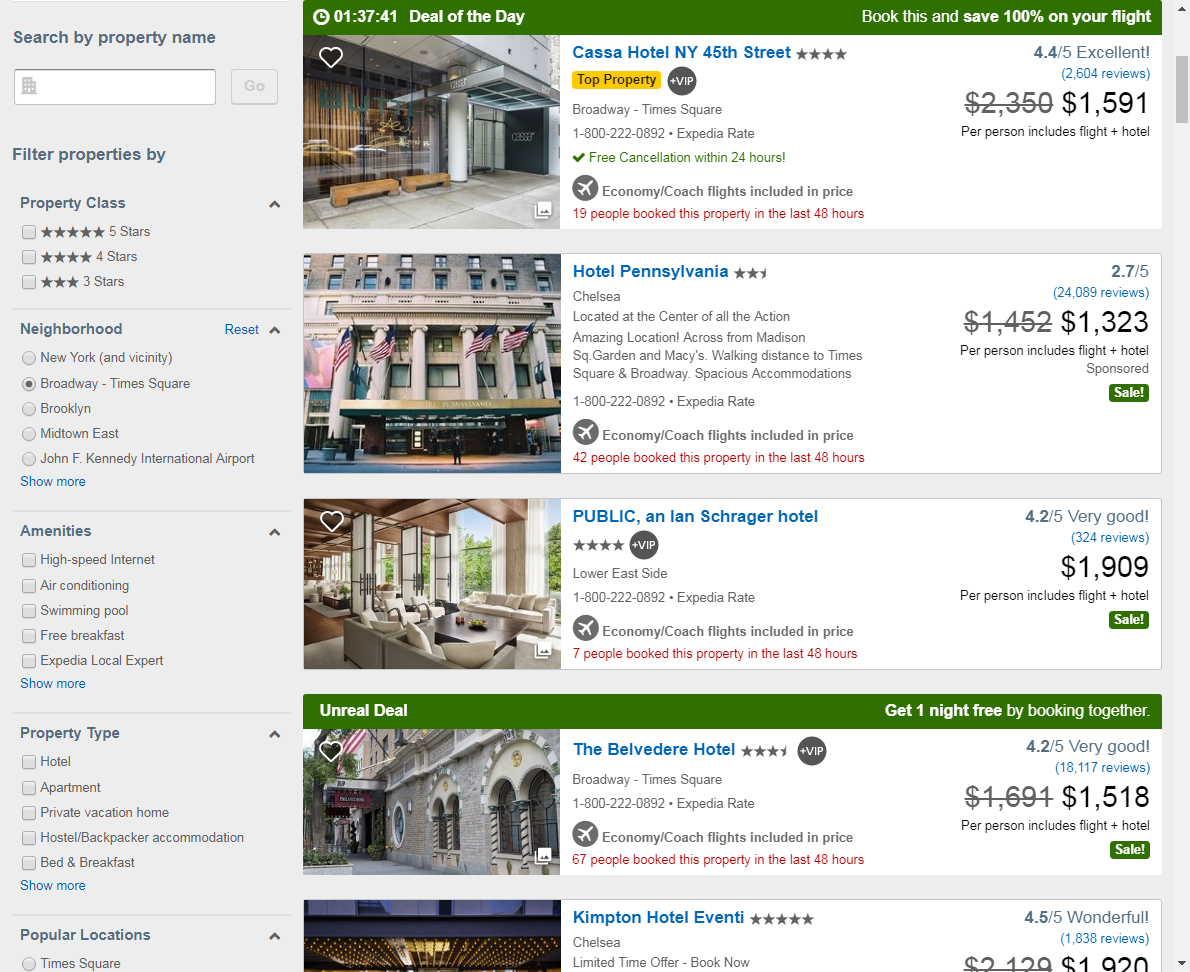 Search by property name
Go
Filter properties by
Property Class
5 Stars
4 Stars
3 Stars
Neighborhood Reset
New York (and vicinity)
Broadway - Times Square
Brooklyn
Midtown East
John F. Kennedy International Airport
Show more
Amenities
High-speed Internet
Air conditioning
Swimming pool
Free breakfast
Expedia Local Expert
Show more
Property Type
Hotel
Apartment
Private vacation home
Hostel/Backpacker accommodation
Bed & Breakfast
Show more
Popular Locations
Times Square
01:37:41 Deal of the Day Book this and save 100% on your flight
Cassa Hotel NY 45th Street
4.4/5 Excellent!
Top Property +VIP
(2,604 reviews)
$2,350 $1,591
Broadway - Times Square
Per person includes flight + hotel
1-800-222-0892 • Expedia Rate
Free Cancellation within 24 hours!
Economy/Coach flights included in price
19 people booked this property in the last 48 hours
Hotel Pennsylvania
2.7/5
(24,089 reviews)
Chelsea
Located at the Center of all the Action
$1,452 $1,323
Amazing Location! Across from Madison
Sq.Garden and Macy's. Walking distance to Times
Square & Broadway. Spacious Accommodations
Per person includes flight + hotel
Sponsored
Sale!
1-800-222-0892 • Expedia Rate
Economy/Coach flights included in price
42 people booked this property in the last 48 hours
PUBLIC, an Ian Schrager hotel
4.2/5 Very good!
+VIP
(324 reviews)
$1,909
Lower East Side
Per person includes flight + hotel
1-800-222-0892 • Expedia Rate
Sale!
Economy/Coach flights included in price
7 people booked this property in the last 48 hours
Unreal Deal Get 1 night free by booking together.
The Belvedere Hotel +VIP
4.2/5 Very good!
(18,117 reviews)
Broadway - Times Square
$1,691 $1,518
1-800-222-0892 • Expedia Rate
Per person includes flight + hotel
Economy/Coach flights included in price
Sale!
67 people booked this property in the last 48 hours
BELVEDERE
Kimpton Hotel Eventi
4.5/5 Wonderful!
Chelsea
(1,838 reviews)
Limited Time Offer - Book Now
$2,129 $1,920